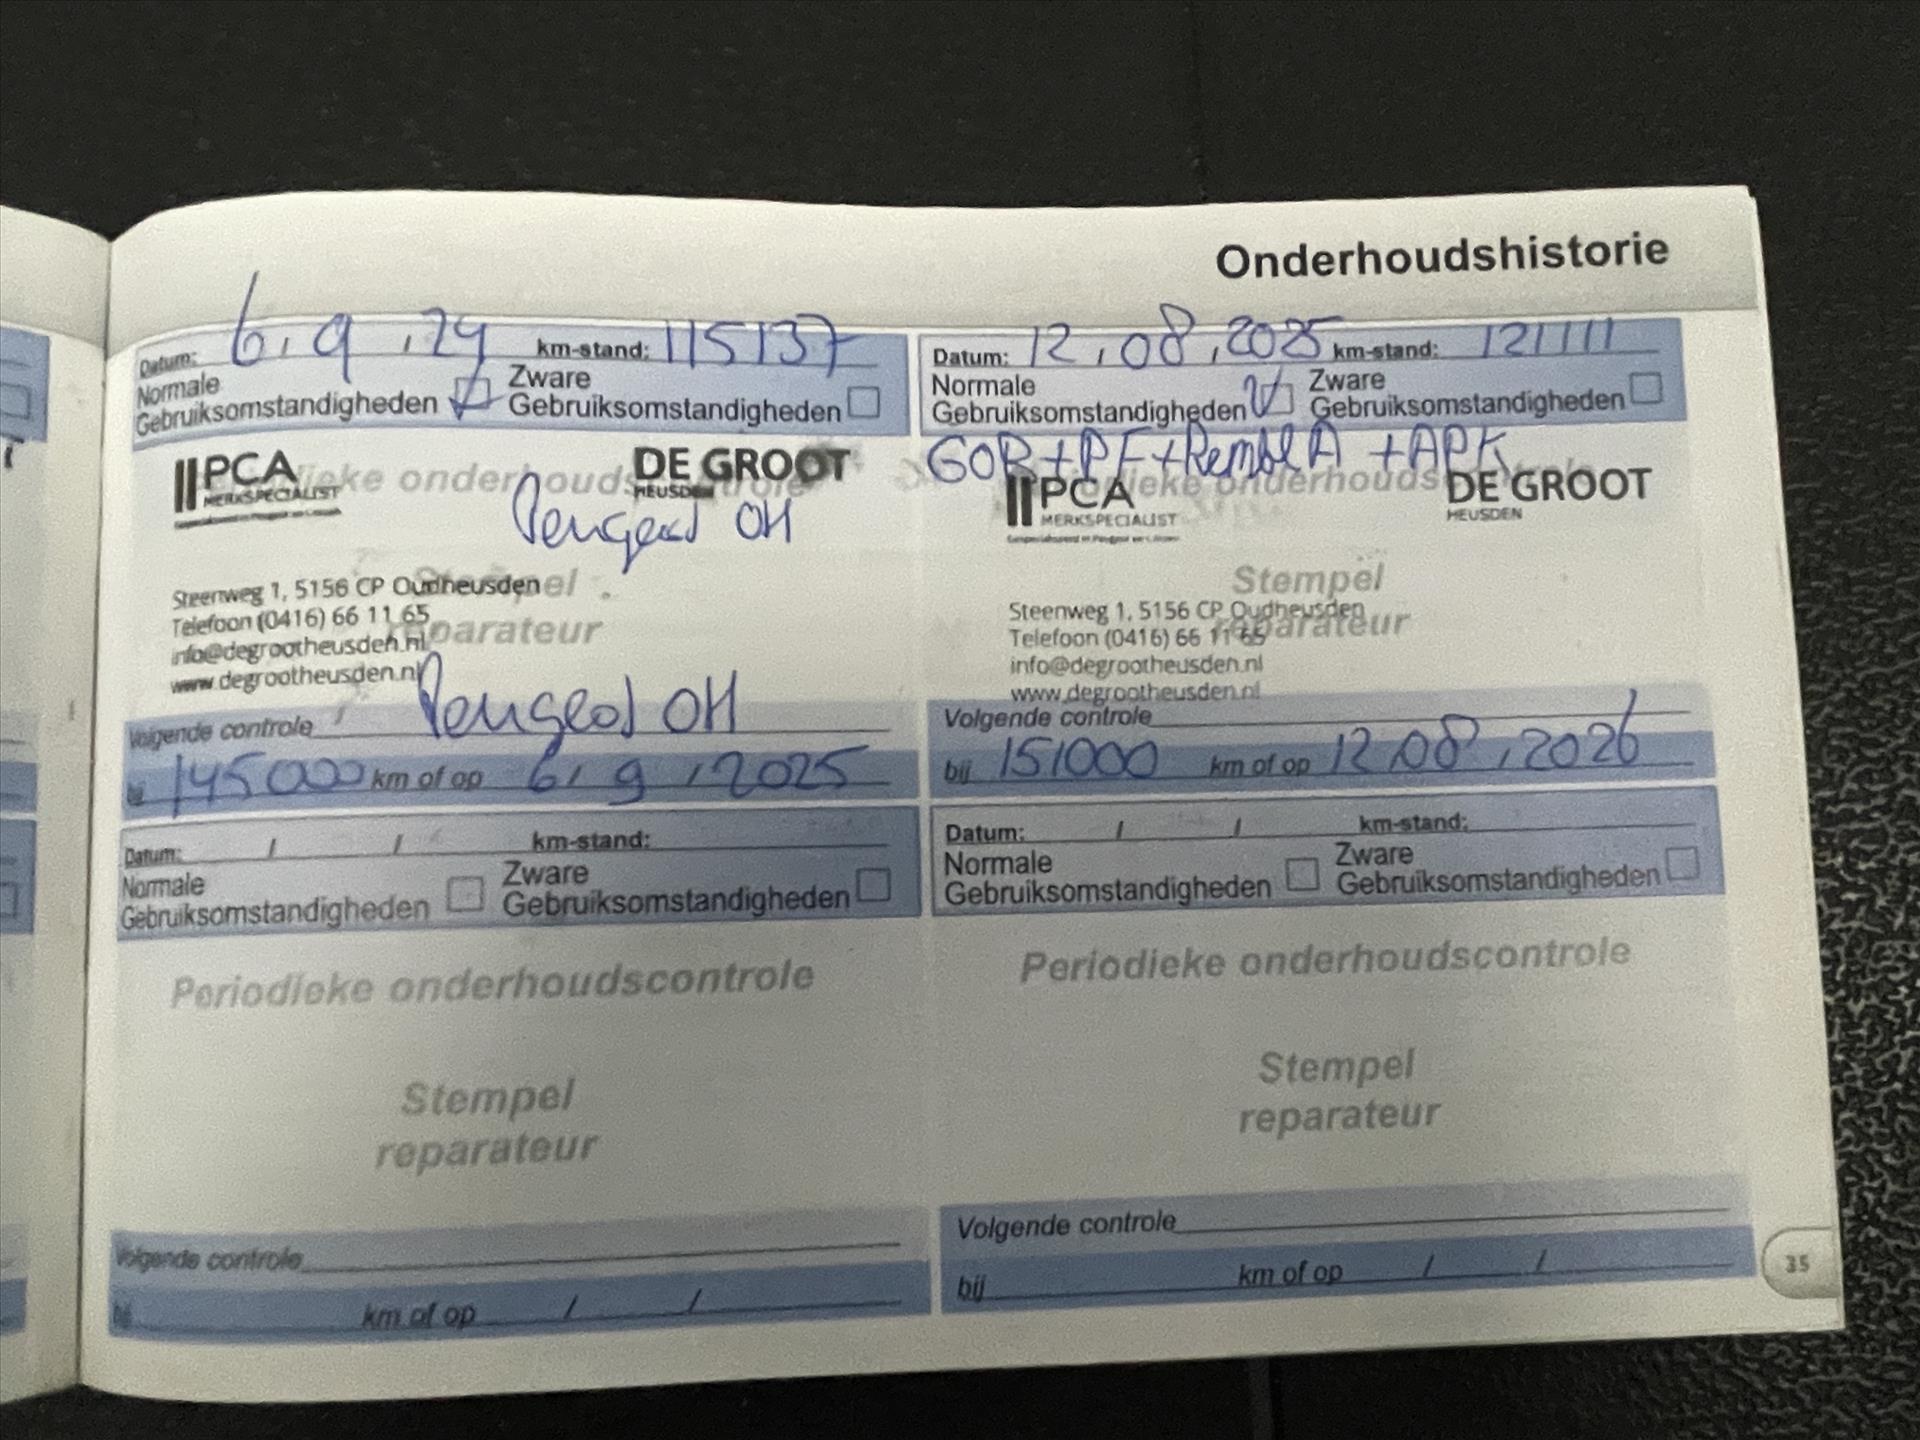 Onderhoudshistorie
Datum: 6, 9, 24 km-stand: 115137
Normale Gebruiksomstandigheden Zware Gebruiksomstandigheden
PCA MERKSPECIALIST DE GROOT HEUSDEN
Peugeot OH
Stempel
reparateur
Steenweg 1, 5156 CP Oudheusden
Telefoon (0416) 66 11 65
info@degrootheusden.nl
www.degrootheusden.nl
Volgende controle Peugeot OH
bij 145000 km of op 6, 9, 2025
Datum: 12, 08, 2025 km-stand: 121111
Normale Gebruiksomstandigheden Zware Gebruiksomstandigheden
+ PF + Rembl A + APK
PCA MERKSPECIALIST DE GROOT HEUSDEN
Stempel
reparateur
Steenweg 1, 5156 CP Oudheusden
Telefoon (0416) 66 11 65
info@degrootheusden.nl
www.degrootheusden.nl
Volgende controle
bij 151000 km of op 12, 08, 2026
Datum: / / km-stand:
Normale Gebruiksomstandigheden Zware Gebruiksomstandigheden
Periodieke onderhoudscontrole
Stempel
reparateur
Volgende controle
bij km of op / /
Datum: / / km-stand:
Normale Gebruiksomstandigheden Zware Gebruiksomstandigheden
Periodieke onderhoudscontrole
Stempel
reparateur
Volgende controle
bij km of op / /
35